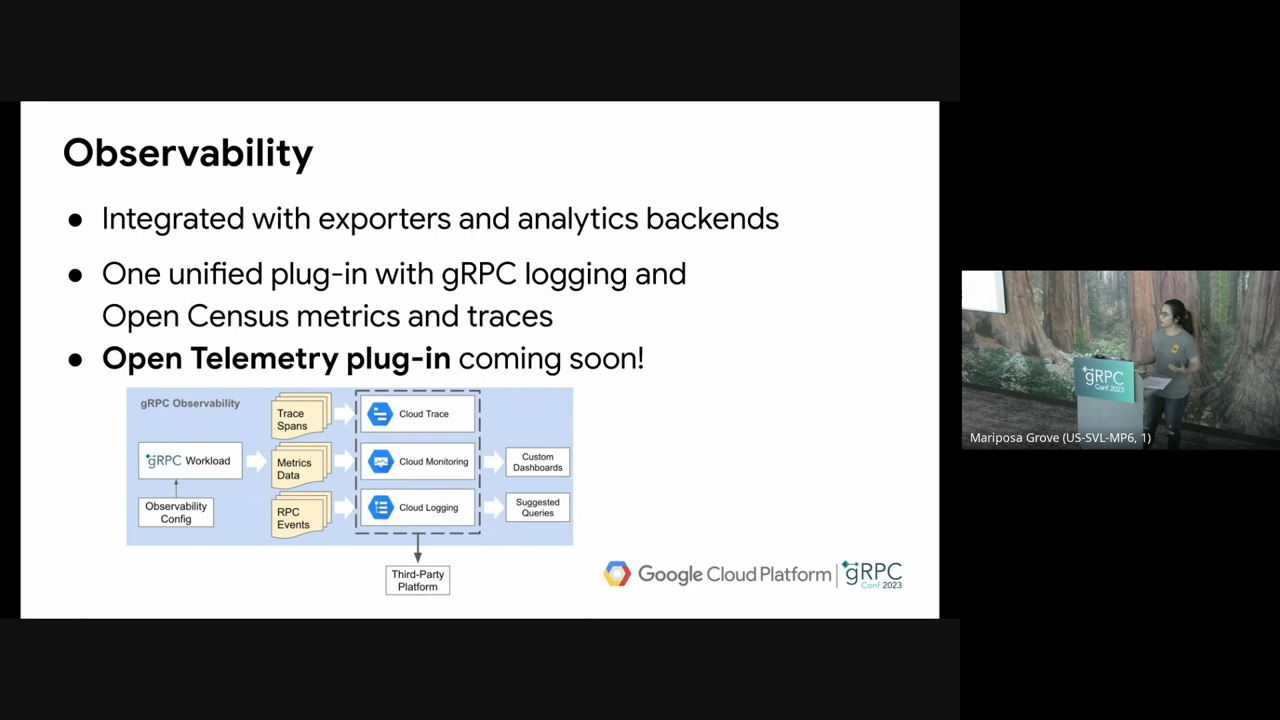 Observability
● Integrated with exporters and analytics backends
● One unified plug-in with gRPC logging and
Open Census metrics and traces
● Open Telemetry plug-in coming soon!
gRPC Observability
gRPC Workload
Observability
Config
Trace
Spans
Metrics
Data
RPC
Events
Cloud Trace
Cloud Monitoring
Cloud Logging
Custom
Dashboards
Suggested
Queries
Third-Party
Platform
Google Cloud Platform
gRPC
Conf 2023
gRPC
Conf 2023
Mariposa Grove (US-SVL-MP6, 1)